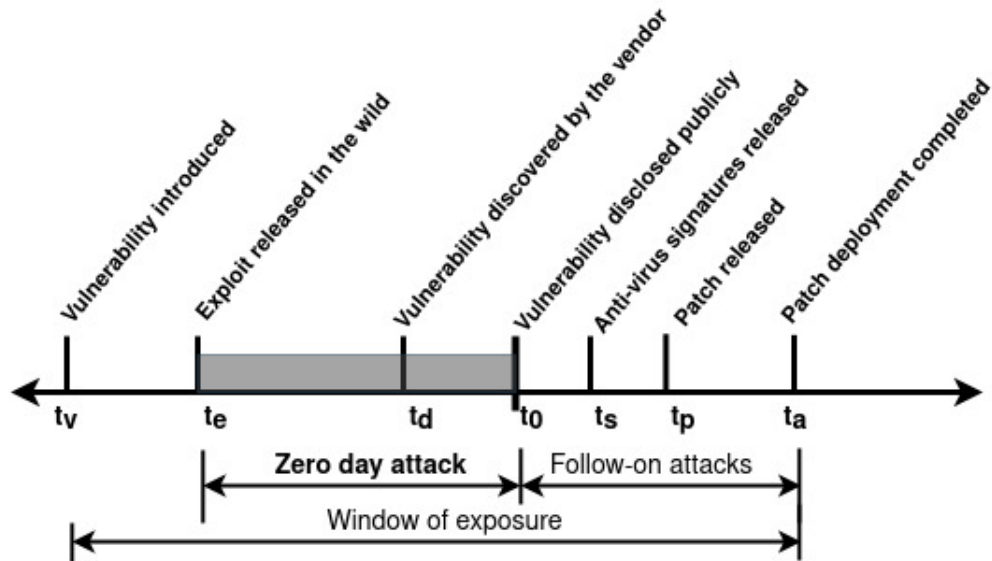 Vulnerability introduced
Exploit released in the wild
Vulnerability discovered by the vendor
Vulnerability disclosed publicly
Anti-virus signatures released
Patch released
Patch deployment completed
tv
te
td
t0
ts
tp
ta
Zero day attack
Follow-on attacks
Window of exposure